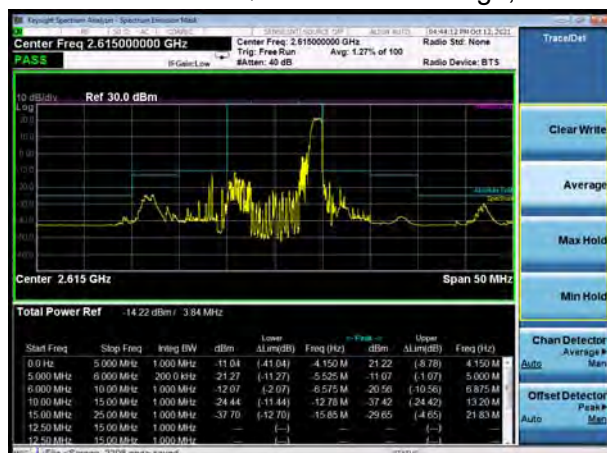 Keysight Spectrum Analyzer - Spectrum Emission Mask
04:44:12 PM Oct 12, 2021
Center Freq 2.615000000 GHz
Center Freq: 2.615000000 GHz
Radio Std: None
Trig: Free Run
Avg: 1.27% of 100
PASS
IFGain:Low
#Atten: 40 dB
Radio Device: BTS
Trace/Det
10 dB/div
Ref 30.0 dBm
Log
Clear Write
Average
Max Hold
Min Hold
Center 2.615 GHz
Span 50 MHz
Total Power Ref
-14.22 dBm / 3.84 MHz
Lower
<- Peak ->
Upper
Start Freq Stop Freq Integ BW dBm ΔLim(dB) Freq (Hz) dBm ΔLim(dB) Freq (Hz)
0.0 Hz 5.000 MHz 1.000 MHz -11.04 (-41.04) -4.150 M 21.22 (-8.78) 4.150 M
5.000 MHz 6.000 MHz 200.0 kHz -21.27 (-11.27) -5.525 M -11.07 (-1.07) 5.000 M
6.000 MHz 10.00 MHz 1.000 MHz -12.07 (-2.07) -6.575 M -20.56 (-10.56) 6.875 M
10.00 MHz 15.00 MHz 1.000 MHz -24.44 (-11.44) -12.78 M -37.42 (-24.42) 13.20 M
15.00 MHz 25.00 MHz 1.000 MHz -37.70 (-12.70) -15.85 M -29.65 (-4.65) 21.83 M
12.50 MHz 15.00 MHz 1.000 MHz --- (---) --- --- (---) ---
12.50 MHz 15.00 MHz 1.000 MHz
Chan Detector
Average
Auto Man
Offset Detector
Peak
Auto Man